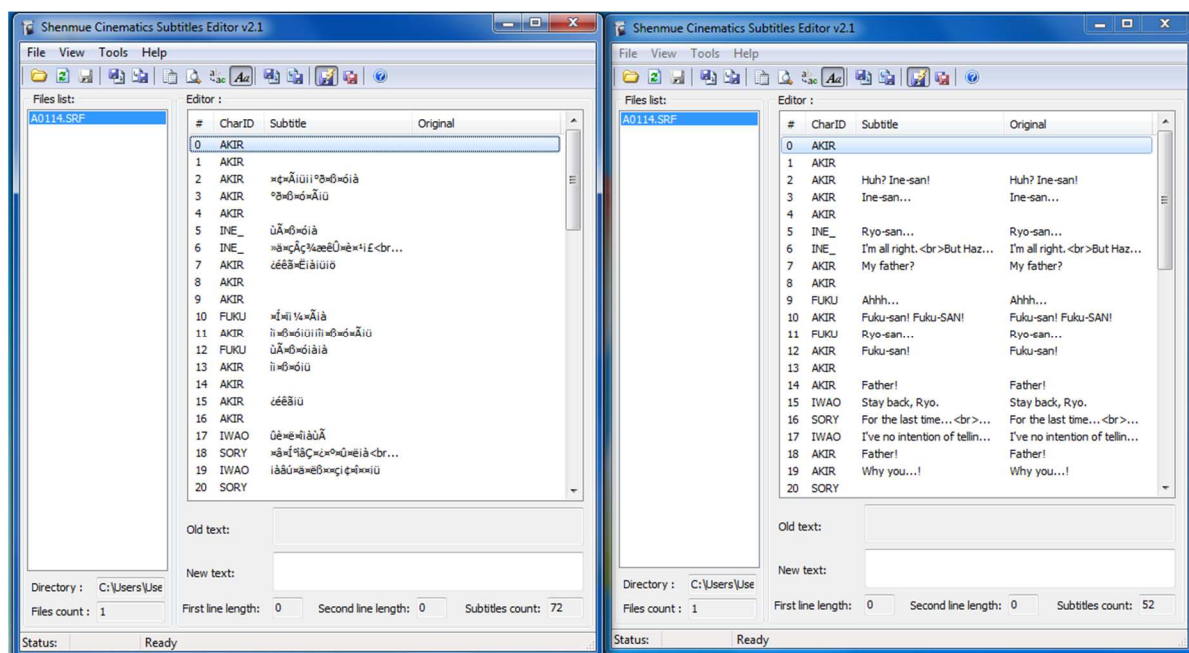 Shenmue Cinematics Subtitles Editor v2.1
File View Tools Help
Files list:
A0114.SRF
Editor :
# CharID Subtitle Original
0 AKIR
1 AKIR
2 AKIR
3 AKIR
4 AKIR
5 INE_ ùÃ¤ß¤óià
6 INE_
7 AKIR
8 AKIR
9 AKIR
10 FUKU
11 AKIR
12 FUKU ùÃ¤ß¤óiàià
13 AKIR
14 AKIR
15 AKIR
16 AKIR
17 IWAO
18 SORY
19 IWAO
20 SORY
Old text:
New text:
Directory : C:\Users\Use
Files count : 1
First line length: 0 Second line length: 0 Subtitles count: 72
Status: Ready
Shenmue Cinematics Subtitles Editor v2.1
File View Tools Help
Files list:
A0114.SRF
Editor :
# CharID Subtitle Original
0 AKIR
1 AKIR
2 AKIR Huh? Ine-san! Huh? Ine-san!
3 AKIR Ine-san... Ine-san...
4 AKIR
5 INE_ Ryo-san... Ryo-san...
6 INE_ I'm all right.<br>But Haz... I'm all right.<br>But Haz...
7 AKIR My father? My father?
8 AKIR
9 FUKU Ahhh... Ahhh...
10 AKIR Fuku-san! Fuku-SAN! Fuku-san! Fuku-SAN!
11 FUKU Ryo-san... Ryo-san...
12 AKIR Fuku-san! Fuku-san!
13 AKIR
14 AKIR Father! Father!
15 IWAO Stay back, Ryo. Stay back, Ryo.
16 SORY For the last time...<br>... For the last time...<br>...
17 IWAO I've no intention of tellin... I've no intention of tellin...
18 AKIR Father! Father!
19 AKIR Why you...! Why you...!
20 SORY
Old text:
New text:
Directory : C:\Users\Use
Files count : 1
First line length: 0 Second line length: 0 Subtitles count: 52
Status: Ready